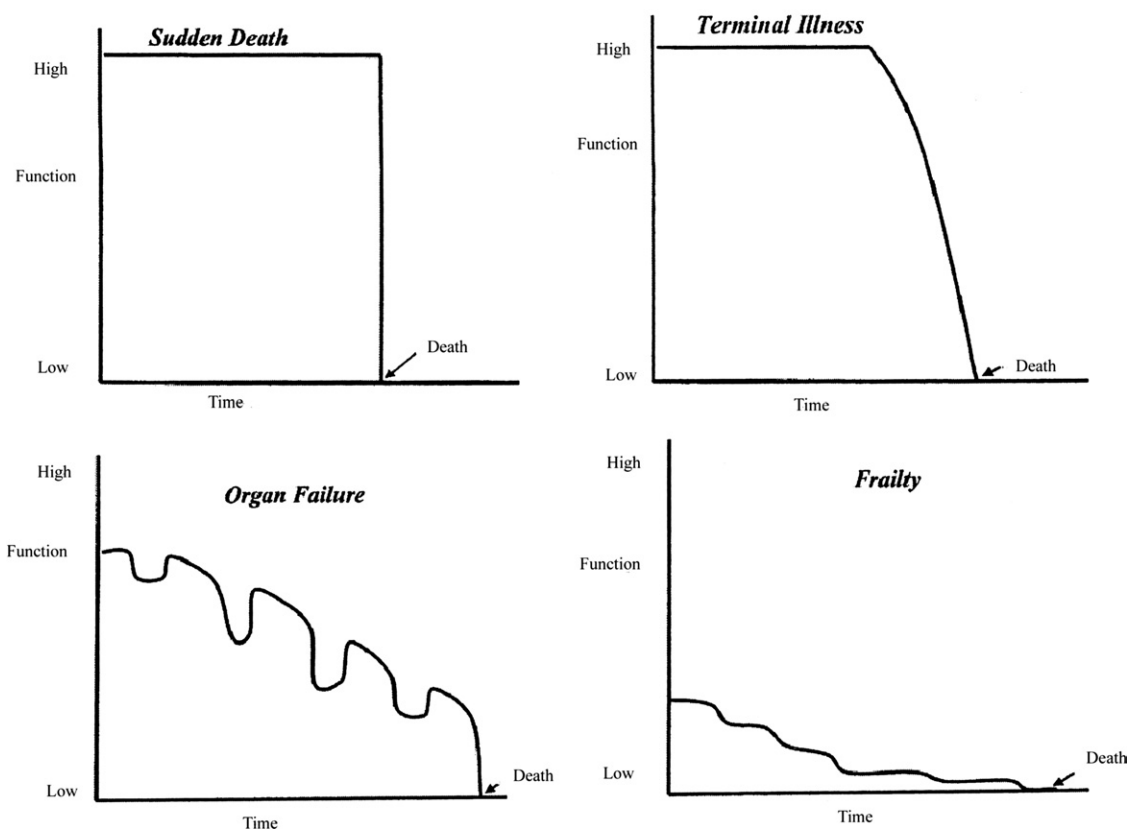 Sudden Death
High
Function
Low
Death
Time
Terminal Illness
High
Function
Low
Death
Time
Organ Failure
High
Function
Low
Death
Time
Frailty
High
Function
Low
Death
Time